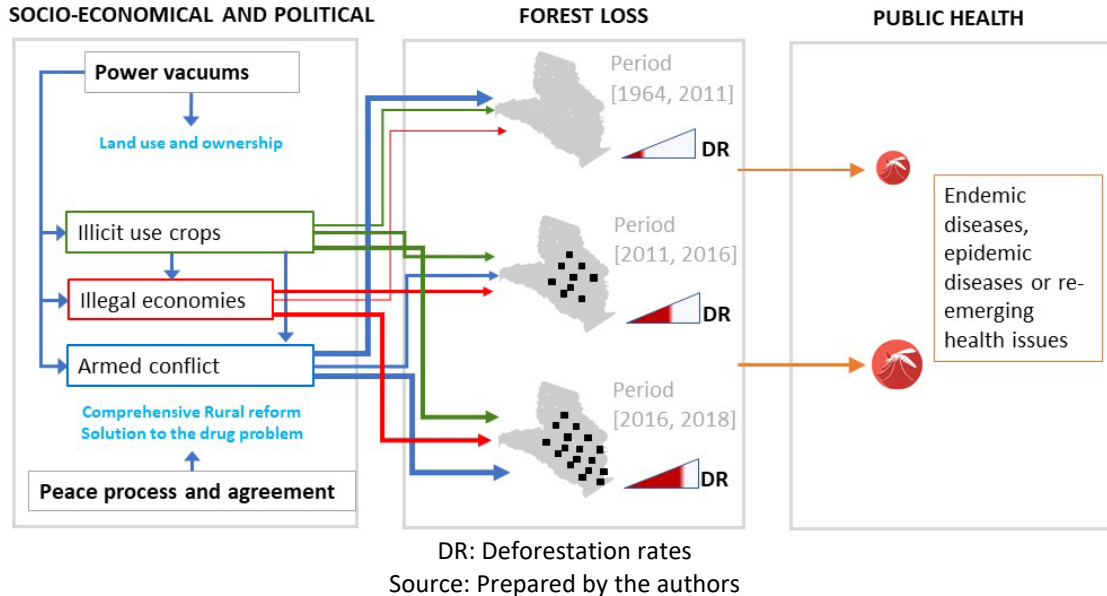 SOCIO-ECONOMICAL AND POLITICAL
Power vacuums
Land use and ownership
Illicit use crops
Illegal economies
Armed conflict
Comprehensive Rural reform
Solution to the drug problem
Peace process and agreement
FOREST LOSS
Period
[1964, 2011]
DR
Period
[2011, 2016]
DR
Period
[2016, 2018]
DR
PUBLIC HEALTH
Endemic
diseases,
epidemic
diseases or re-
emerging
health issues
DR: Deforestation rates
Source: Prepared by the authors